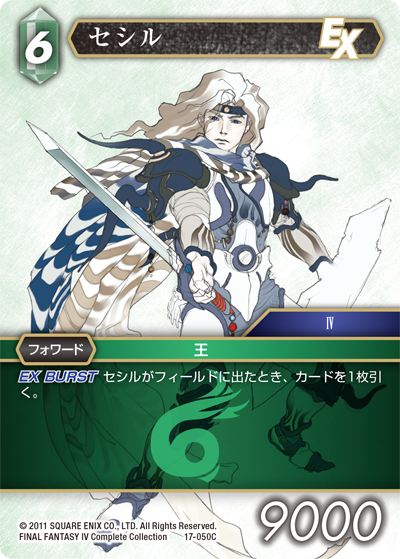 6
セシル
EX
IV
フォワード
王
EX BURST セシルがフィールドに出たとき、カードを1枚引
く。
© 2011 SQUARE ENIX CO., LTD. All Rights Reserved.
FINAL FANTASY IV Complete Collection
17-050C
9000